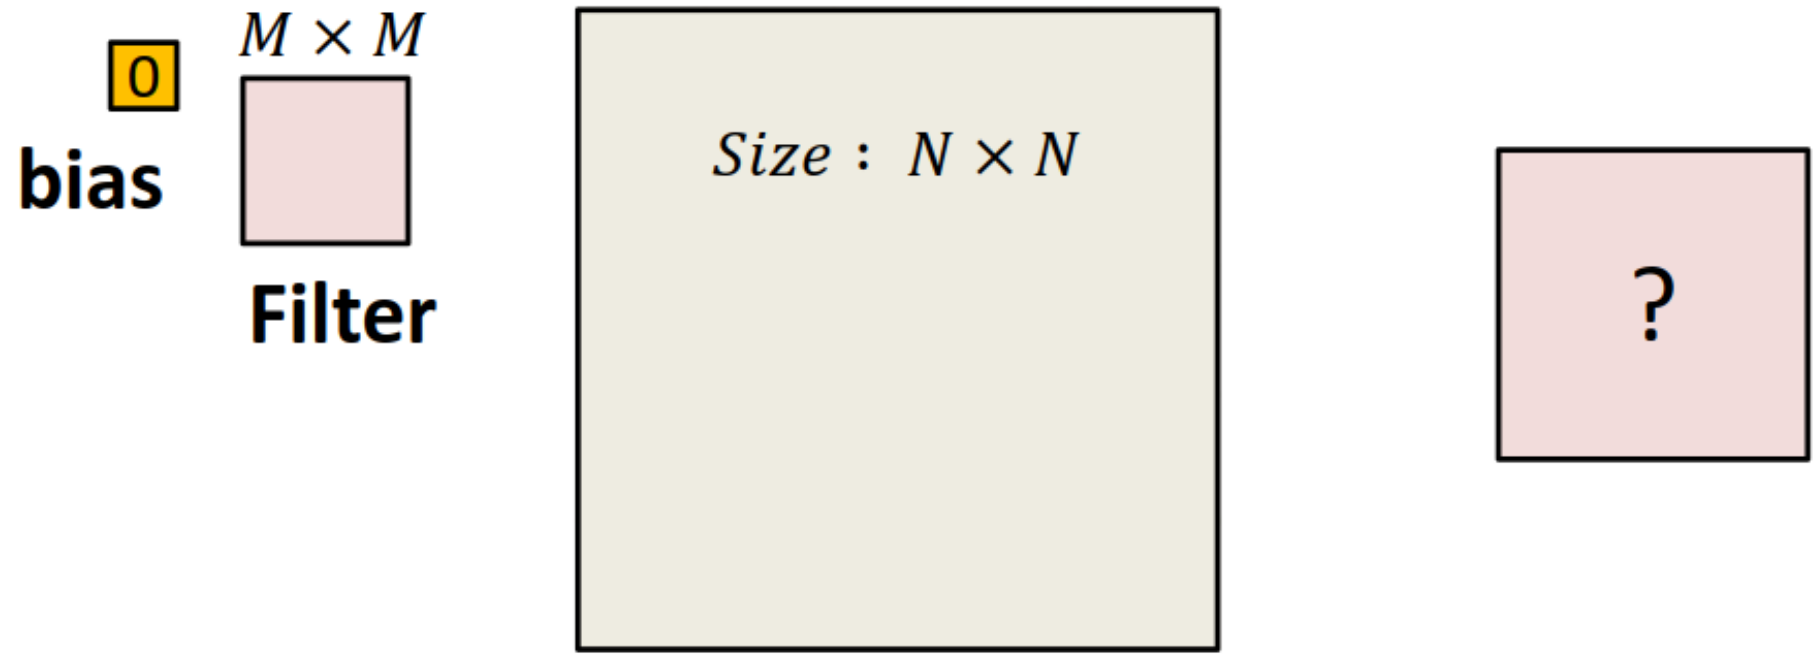 M × M
0
bias
Filter
Size : N × N
?